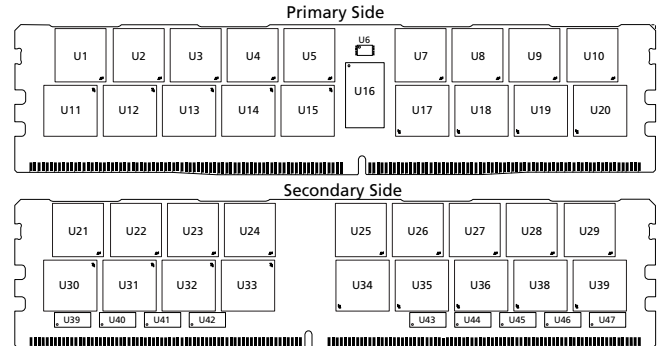 Primary Side
U6
U1 U2 U3 U4 U5 U7 U8 U9 U10
U16
U11 U12 U13 U14 U15 U17 U18 U19 U20
Secondary Side
U21 U22 U23 U24 U25 U26 U27 U28 U29
U30 U31 U32 U33 U34 U35 U36 U38 U39
U39 U40 U41 U42 U43 U44 U45 U46 U47